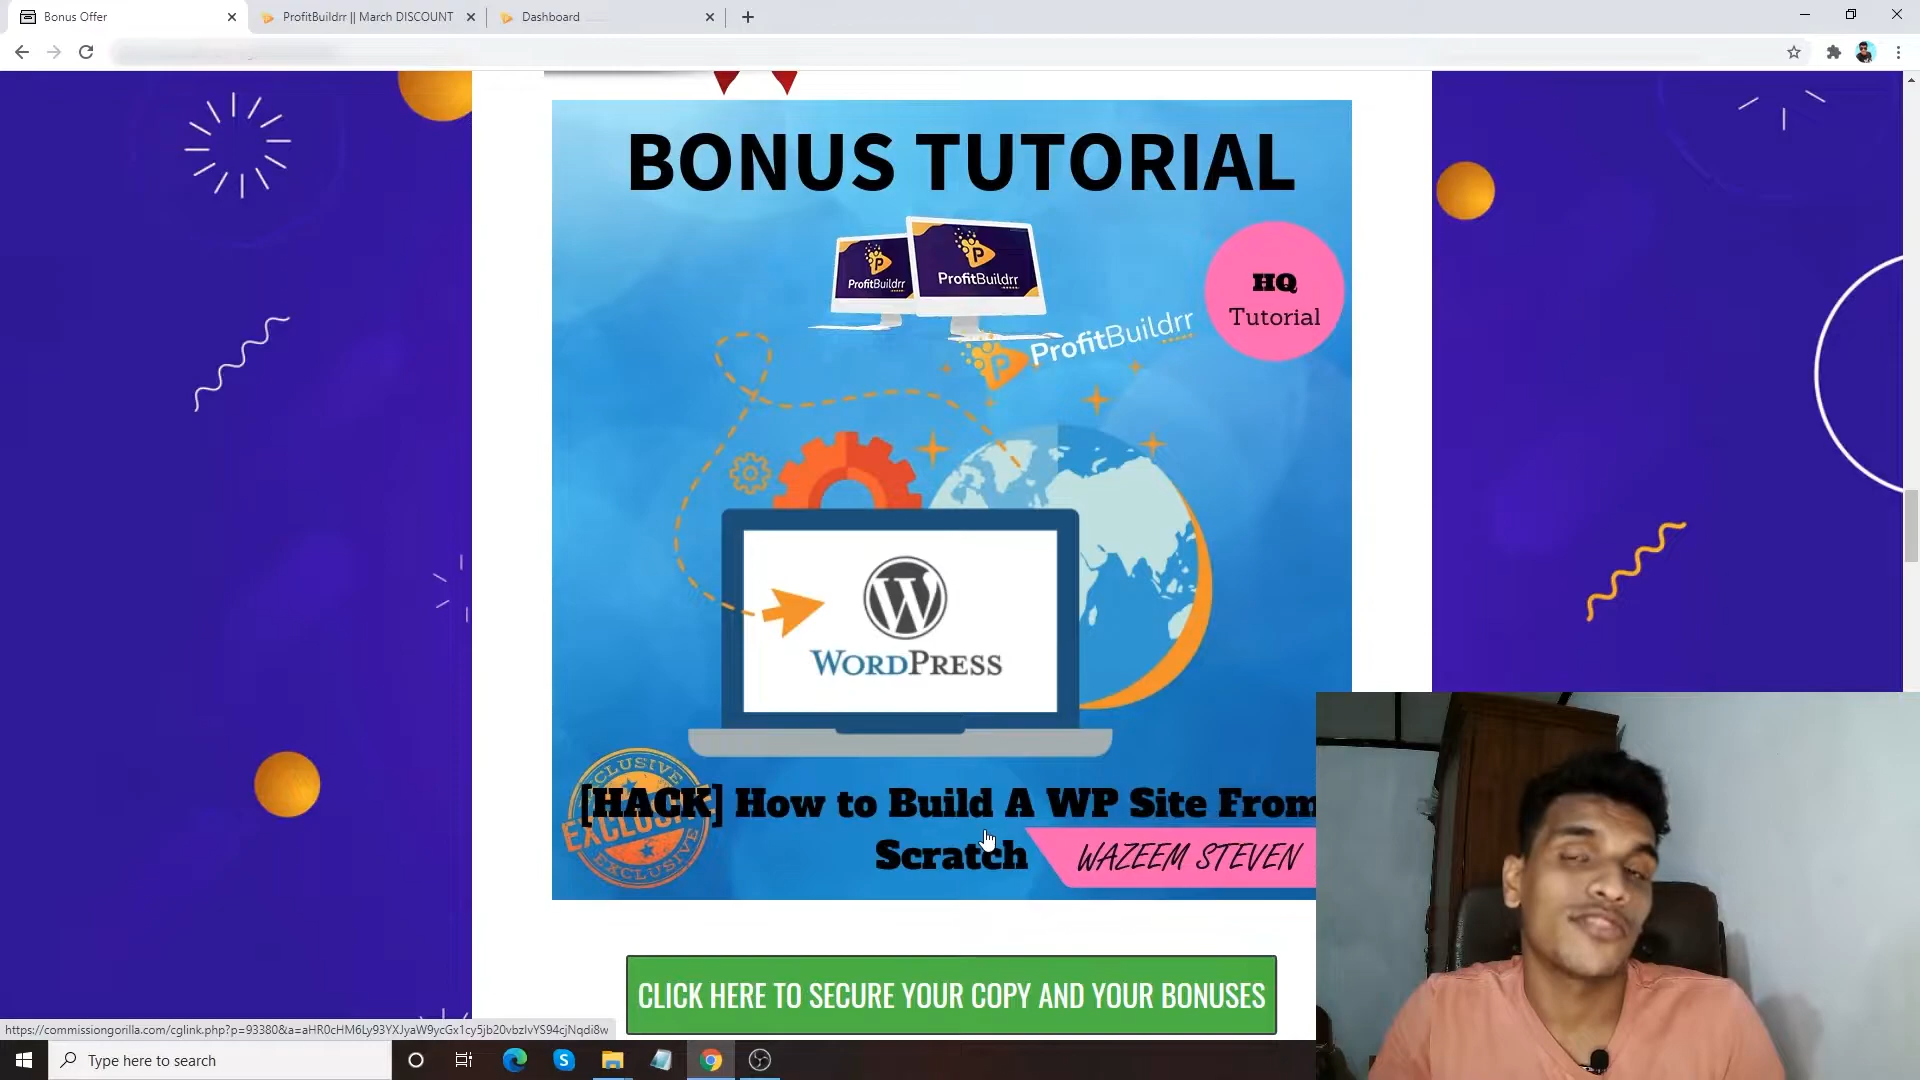 Bonus Offer
ProfitBuildrr || March DISCOUNT
Dashboard
BONUS TUTORIAL
ProfitBuildrr
ProfitBuildrr
HQ
Tutorial
ProfitBuildrr
WORDPRESS
EXCLUSIVE
[HACK] How to Build A WP Site From
Scratch
WAZEEM STEVEN
EXCLUSIVE
CLICK HERE TO SECURE YOUR COPY AND YOUR BONUSES
Type here to search